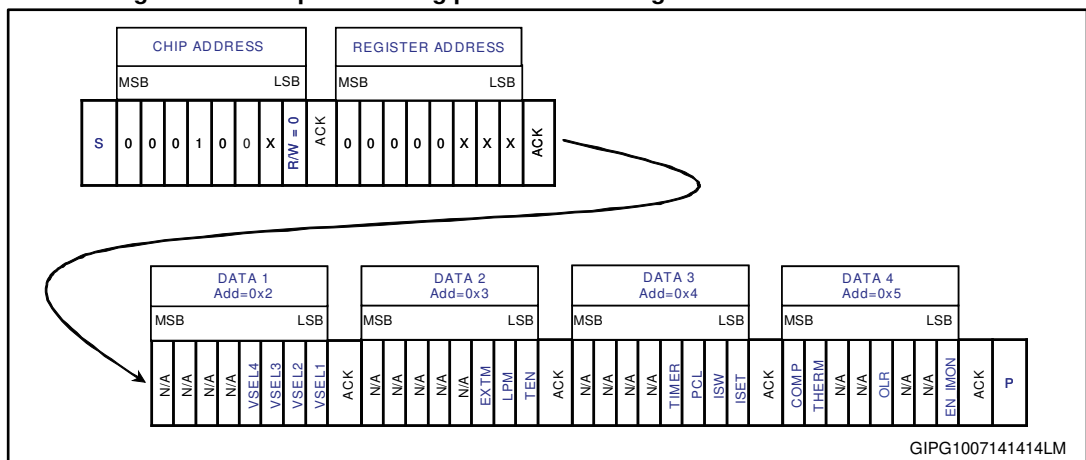 CHIP ADDRESS REGISTER ADDRESS
MSB LSB MSB LSB
S 0 0 0 1 0 0 X R/W = 0 ACK 0 0 0 0 0 X X X ACK
DATA 1 DATA 2 DATA 3 DATA 4
Add=0x2 Add=0x3 Add=0x4 Add=0x5
MSB LSB MSB LSB MSB LSB MSB LSB
N/A N/A N/A N/A VSEL4 VSEL3 VSEL2 VSEL1 ACK N/A N/A N/A N/A N/A EXTM LPM TEN ACK N/A N/A N/A N/A TIMER PCL ISW ISET ACK COMP THERM N/A N/A OLR N/A N/A EN IMON ACK P
GIPG1007141414LM